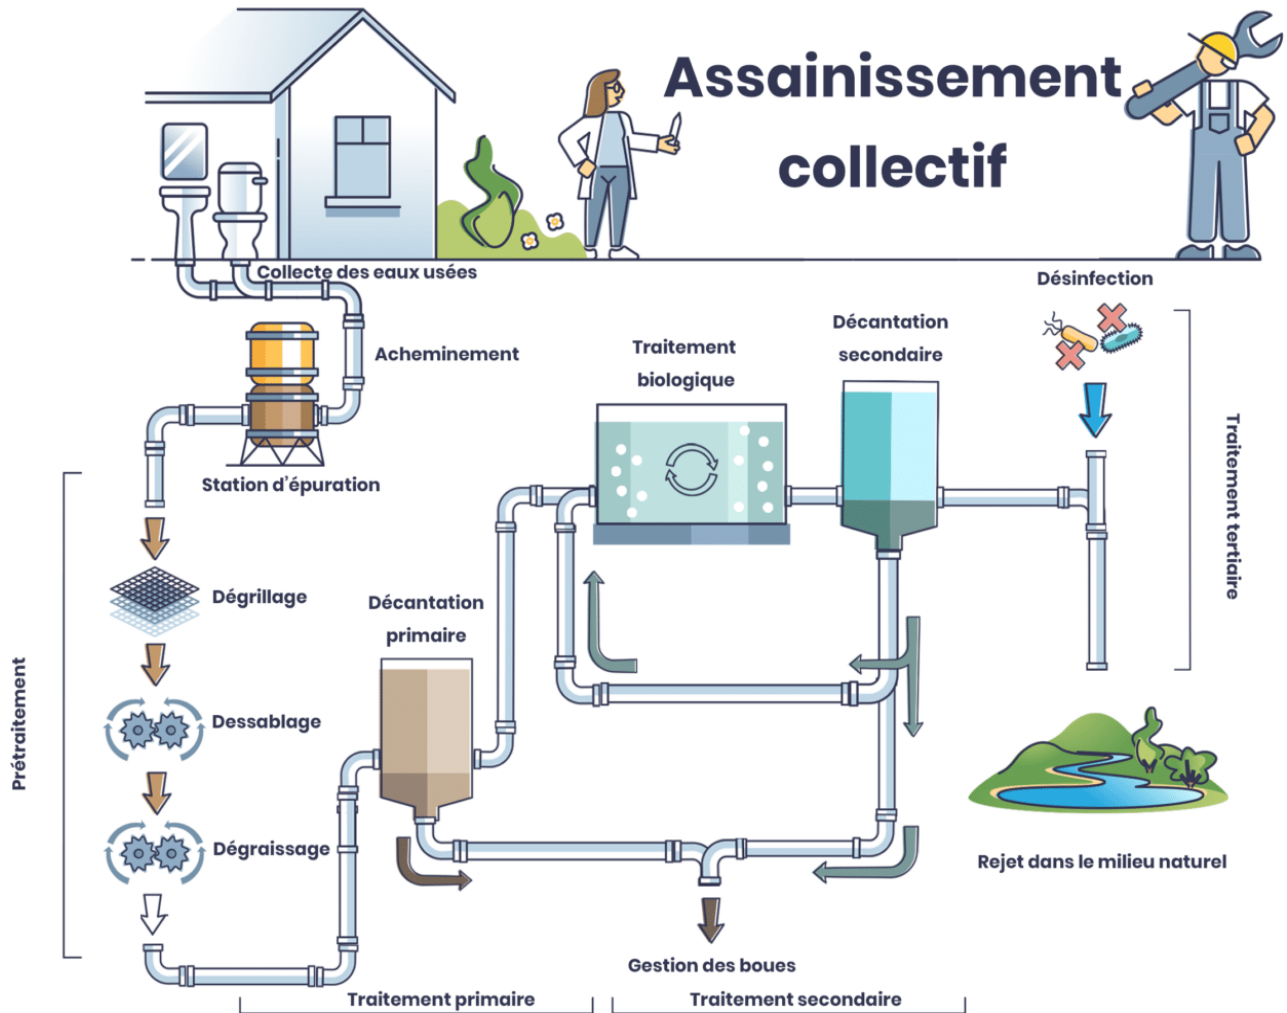 Assainissement
collectif
Collecte des eaux usées
Acheminement
Station d'épuration
Prétraitement
Dégrillage
Dessablage
Dégraissage
Décantation
primaire
Traitement
biologique
Décantation
secondaire
Désinfection
Traitement tertiaire
Rejet dans le milieu naturel
Gestion des boues
Traitement primaire
Traitement secondaire